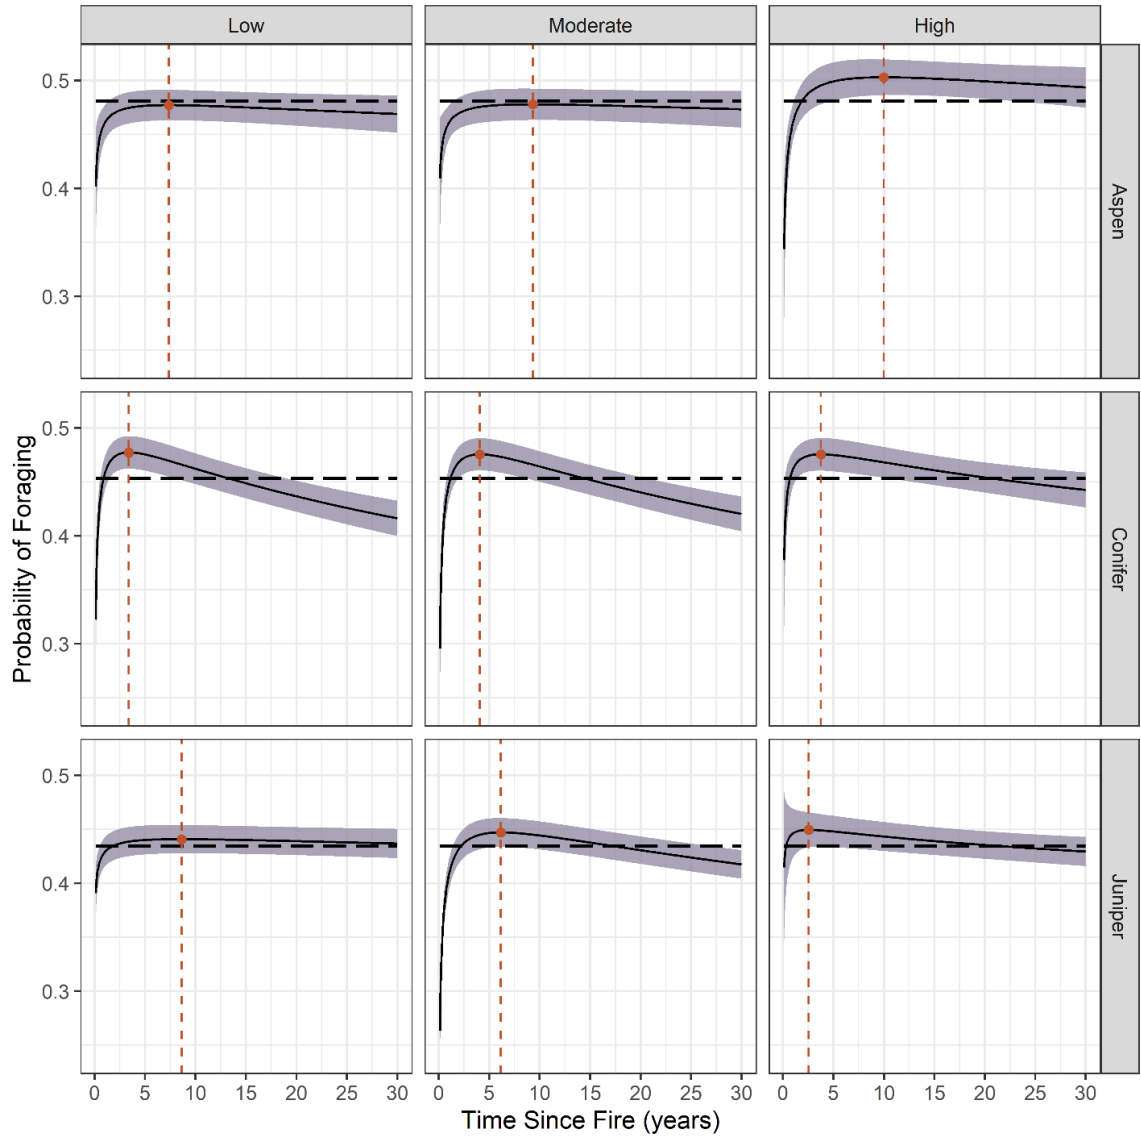 Low Moderate High
0.5
0.4
0.3
Aspen
0.5
0.4
0.3
Conifer
0.5
0.4
0.3
Juniper
0 5 10 15 20 25 30 0 5 10 15 20 25 30 0 5 10 15 20 25 30
Time Since Fire (years)
Probability of Foraging